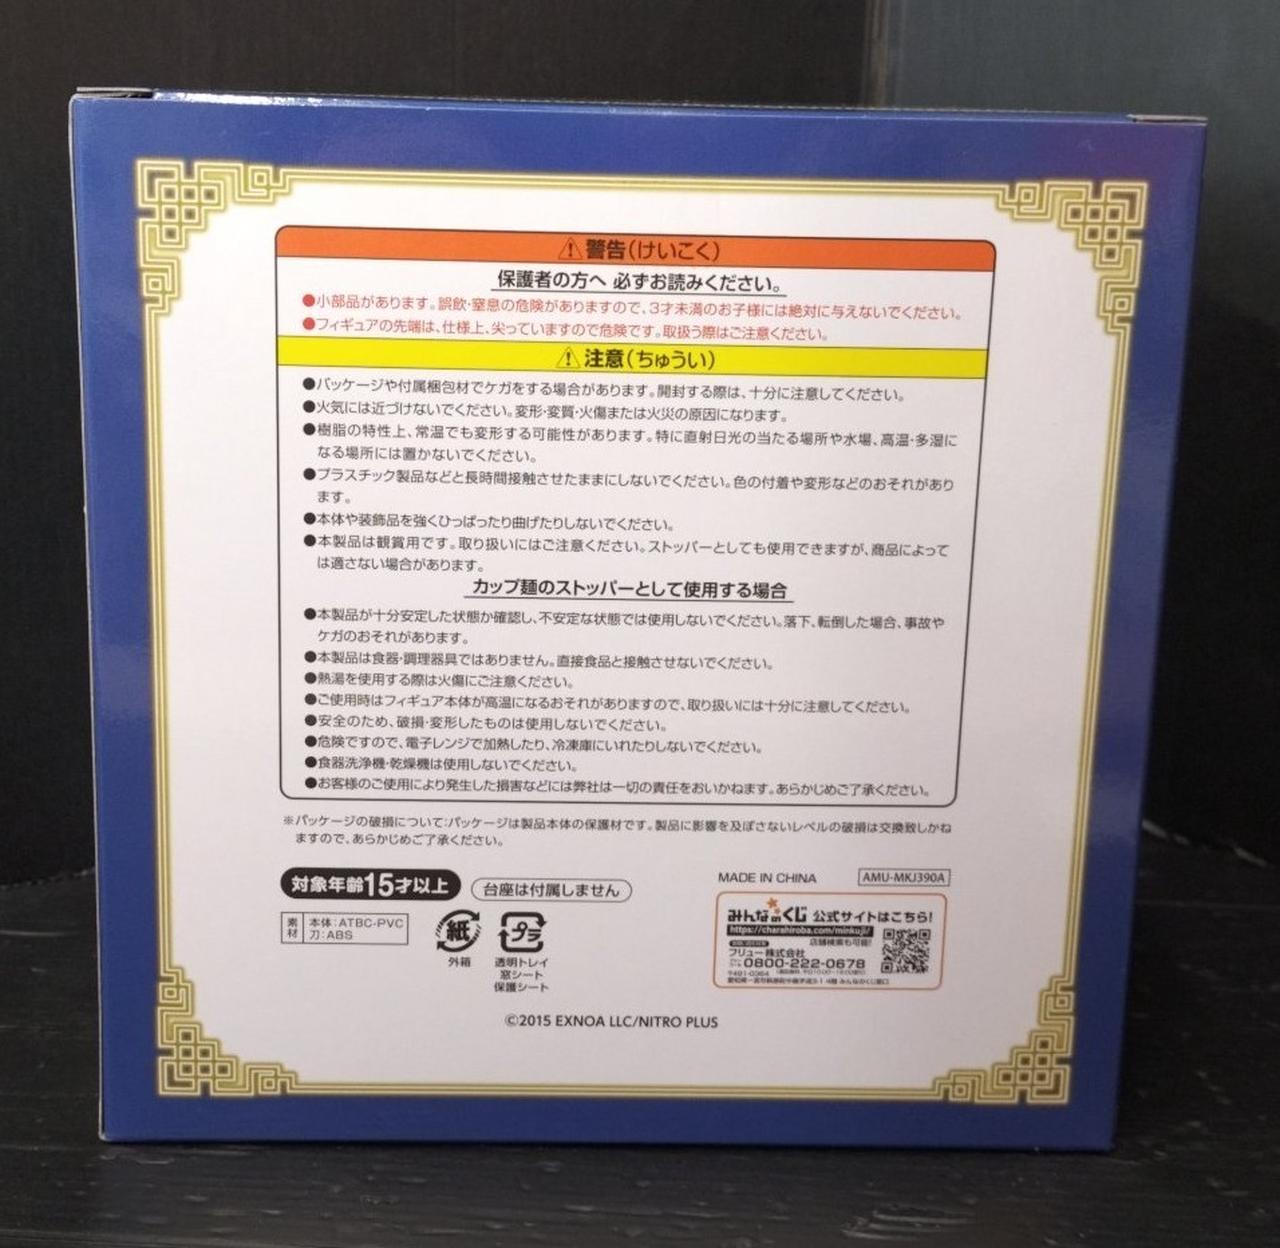 ⚠警告(けいこく)
保護者の方へ 必ずお読みください。
●小部品があります。誤飲・窒息の危険がありますので、3才未満のお子様には絶対に与えないでください。
●フィギュアの先端は、仕様上、尖っていますので危険です。取扱う際はご注意ください。
⚠注意(ちゅうい)
●パッケージや付属梱包材でケガをする場合があります。開封する際は、十分に注意してください。
●火気には近づけないでください。変形・変質・火傷または火災の原因になります。
●樹脂の特性上、常温でも変形する可能性があります。特に直射日光の当たる場所や水場、高温・多湿に
なる場所には置かないでください。
●プラスチック製品などと長時間接触させたままにしないでください。色の付着や変形などのおそれがあり
ます。
●本体や装飾品を強くひっぱったり曲げたりしないでください。
●本製品は観賞用です。取り扱いにはご注意ください。ストッパーとしても使用できますが、商品によって
は適さない場合があります。
カップ麺のストッパーとして使用する場合
●本製品が十分安定した状態か確認し、不安定な状態では使用しないでください。落下、転倒した場合、事故や
ケガのおそれがあります。
●本製品は食器・調理器具ではありません。直接食品と接触させないでください。
●熱湯を使用する際は火傷にご注意ください。
●ご使用時はフィギュア本体が高温になるおそれがありますので、取り扱いには十分に注意してください。
●安全のため、破損・変形したものは使用しないでください。
●危険ですので、電子レンジで加熱したり、冷凍庫にいれたりしないでください。
●食器洗浄機・乾燥機は使用しないでください。
●お客様のご使用により発生した損害などには弊社は一切の責任をおいかねます。あらかじめご了承ください。
※パッケージの破損について:パッケージは製品本体の保護材です。製品に影響を及ぼさないレベルの破損は交換致しかね
ますので、あらかじめご了承ください。
対象年齢15才以上
台座は付属しません
MADE IN CHINA
AMU-MKJ390A
素材
本体:ATBC-PVC
刀:ABS
紙
外箱
プラ
透明トレイ
窓シート
保護シート
みんなのくじ 公式サイトはこちら!
https://charahiroba.com/minkuji/
店舗検索も可能!
フリュー株式会社
0800-222-0678
〒491-0364
©2015 EXNOA LLC/NITRO PLUS